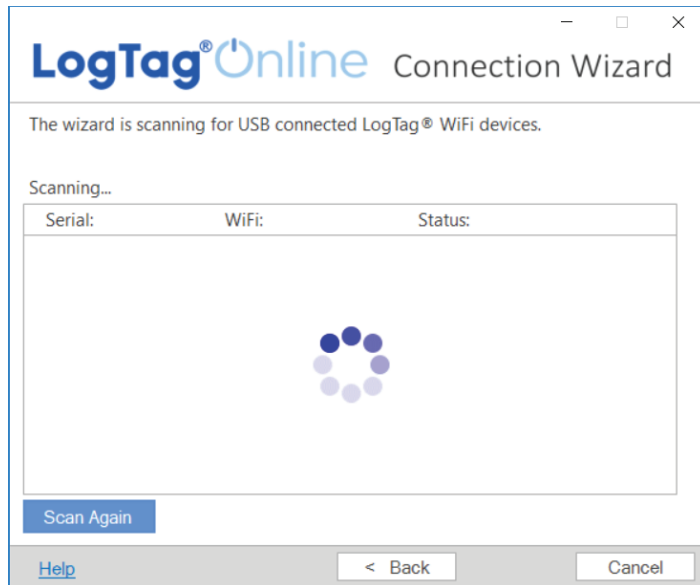 LogTag® Online Connection Wizard
The wizard is scanning for USB connected LogTag® WiFi devices.
Scanning...
Serial: WiFi: Status:
Scan Again
Help < Back Cancel